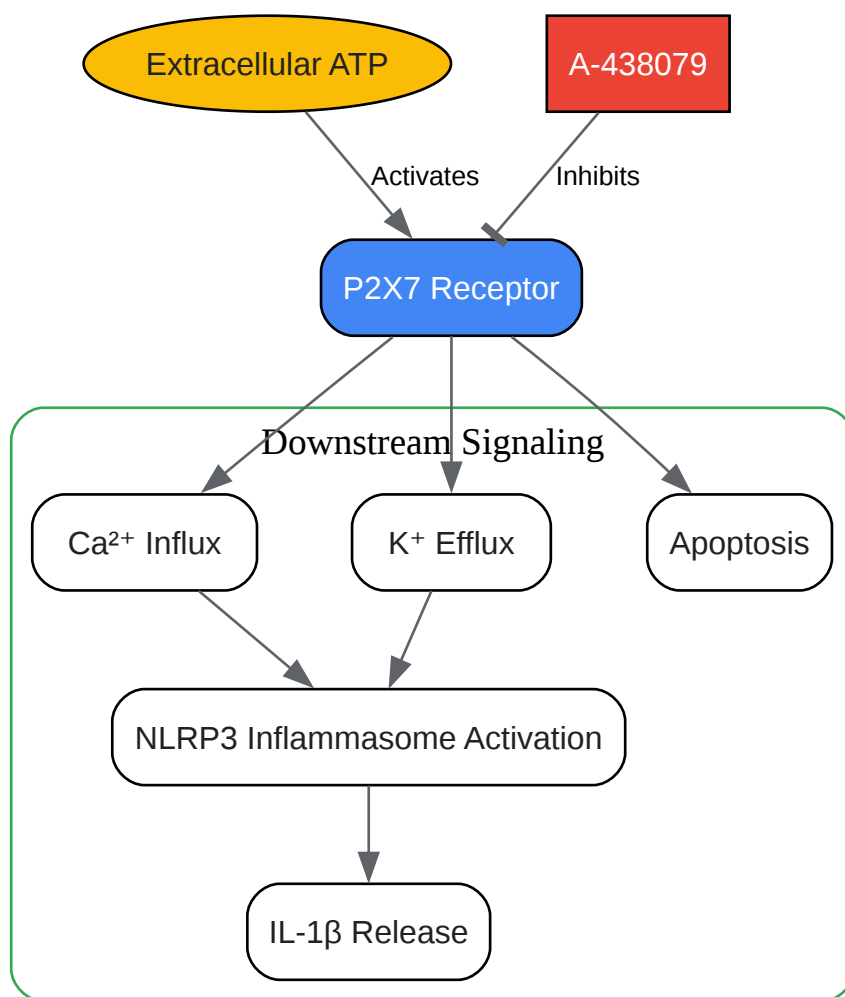 Extracellular ATP
A-438079
Activates
Inhibits
P2X7 Receptor
Downstream Signaling
Ca²⁺ Influx
K⁺ Efflux
Apoptosis
NLRP3 Inflammasome Activation
IL-1β Release